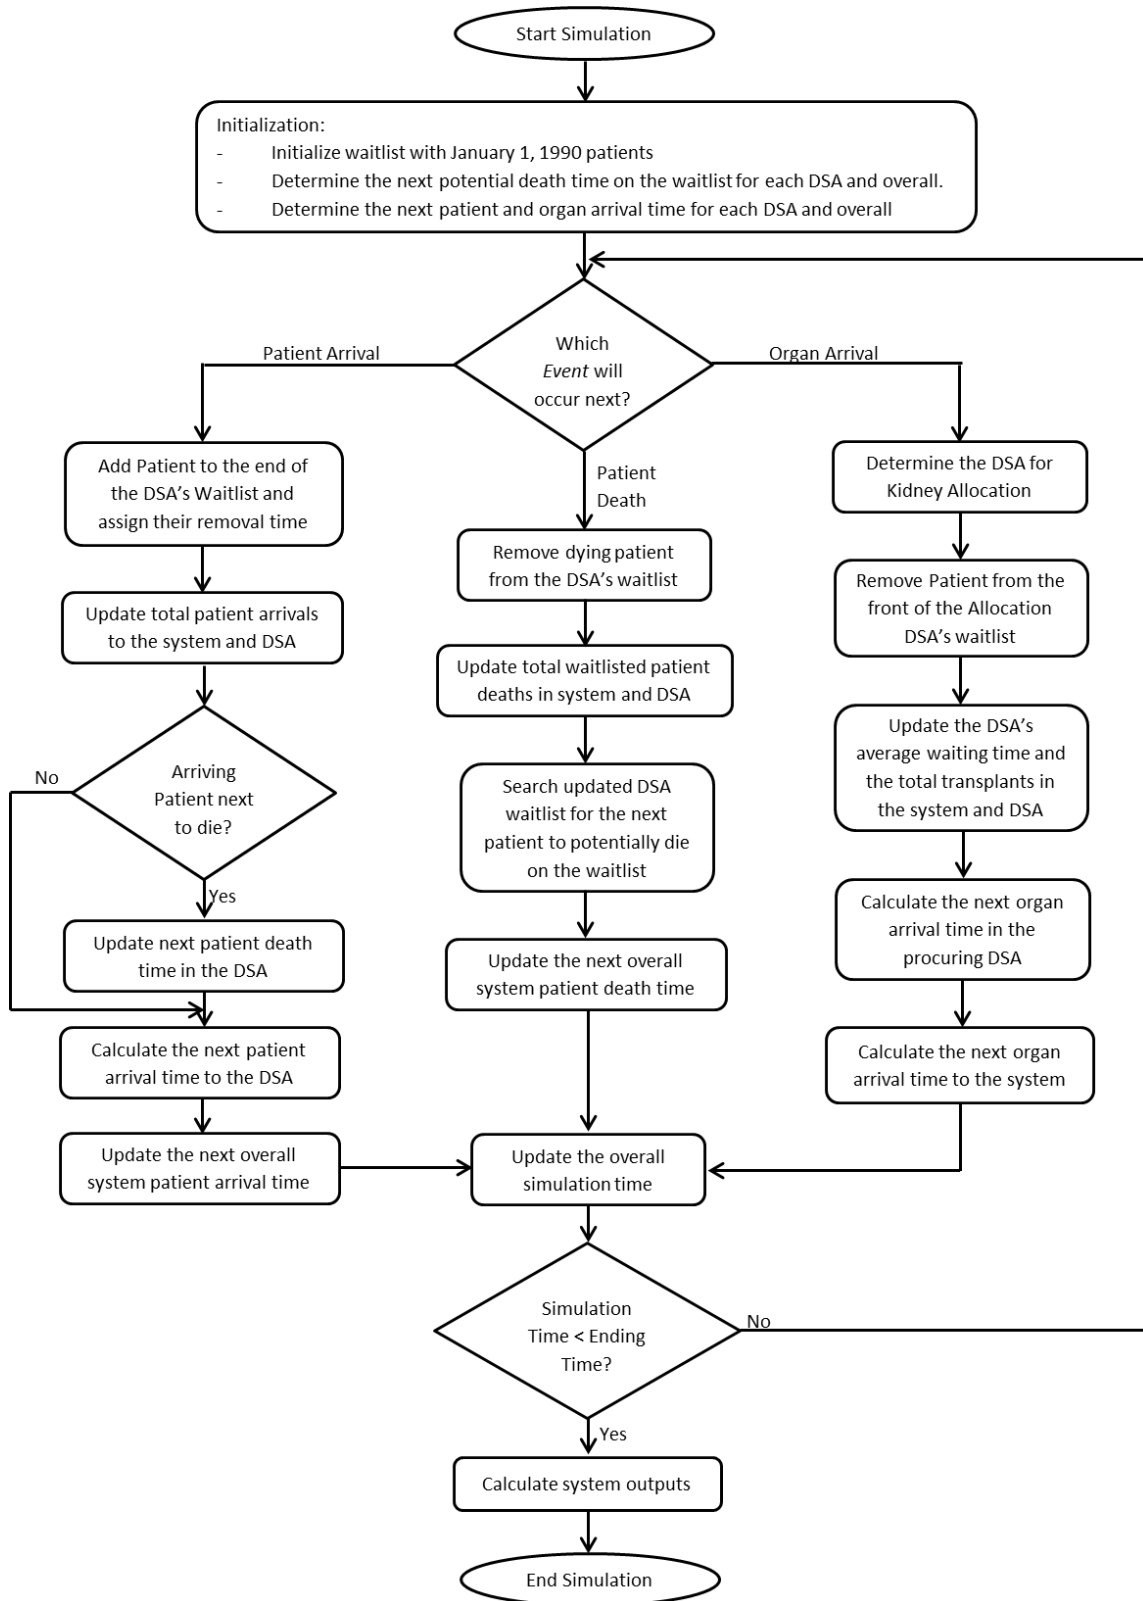 Start Simulation
Initialization:
- Initialize waitlist with January 1, 1990 patients
- Determine the next potential death time on the waitlist for each DSA and overall.
- Determine the next patient and organ arrival time for each DSA and overall
Which
Event will
occur next?
Patient Arrival
Organ Arrival
Patient
Death
Add Patient to the end of
the DSA's Waitlist and
assign their removal time
Update total patient arrivals
to the system and DSA
Arriving
Patient next
to die?
No
Yes
Update next patient death
time in the DSA
Calculate the next patient
arrival time to the DSA
Update the next overall
system patient arrival time
Remove dying patient
from the DSA's waitlist
Update total waitlisted patient
deaths in system and DSA
Search updated DSA
waitlist for the next
patient to potentially die
on the waitlist
Update the next overall
system patient death time
Determine the DSA for
Kidney Allocation
Remove Patient from the
front of the Allocation
DSA's waitlist
Update the DSA's
average waiting time and
the total transplants in
the system and DSA
Calculate the next organ
arrival time in the
procuring DSA
Calculate the next organ
arrival time to the system
Update the overall
simulation time
Simulation
Time < Ending
Time?
No
Yes
Calculate system outputs
End Simulation